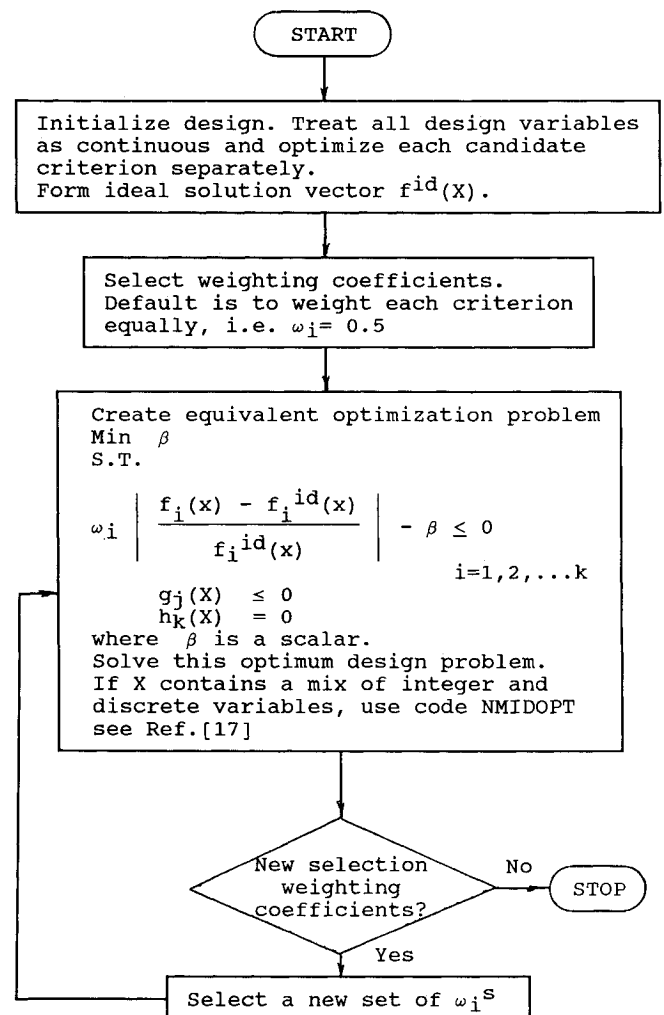 START
Initialize design. Treat all design variables
as continuous and optimize each candidate
criterion separately.
Form ideal solution vector f^id(X).
Select weighting coefficients.
Default is to weight each criterion
equally, i.e. ω_i= 0.5
Create equivalent optimization problem
Min β
S.T.
ω_i | (f_i(x) - f_i^id(x)) / f_i^id(x) | - β ≤ 0
i=1,2,...k
g_j(X) ≤ 0
h_k(X) = 0
where β is a scalar.
Solve this optimum design problem.
If X contains a mix of integer and
discrete variables, use code NMIDOPT
see Ref.[17]
New selection
weighting
coefficients?
No
STOP
Yes
Select a new set of ω_i^s